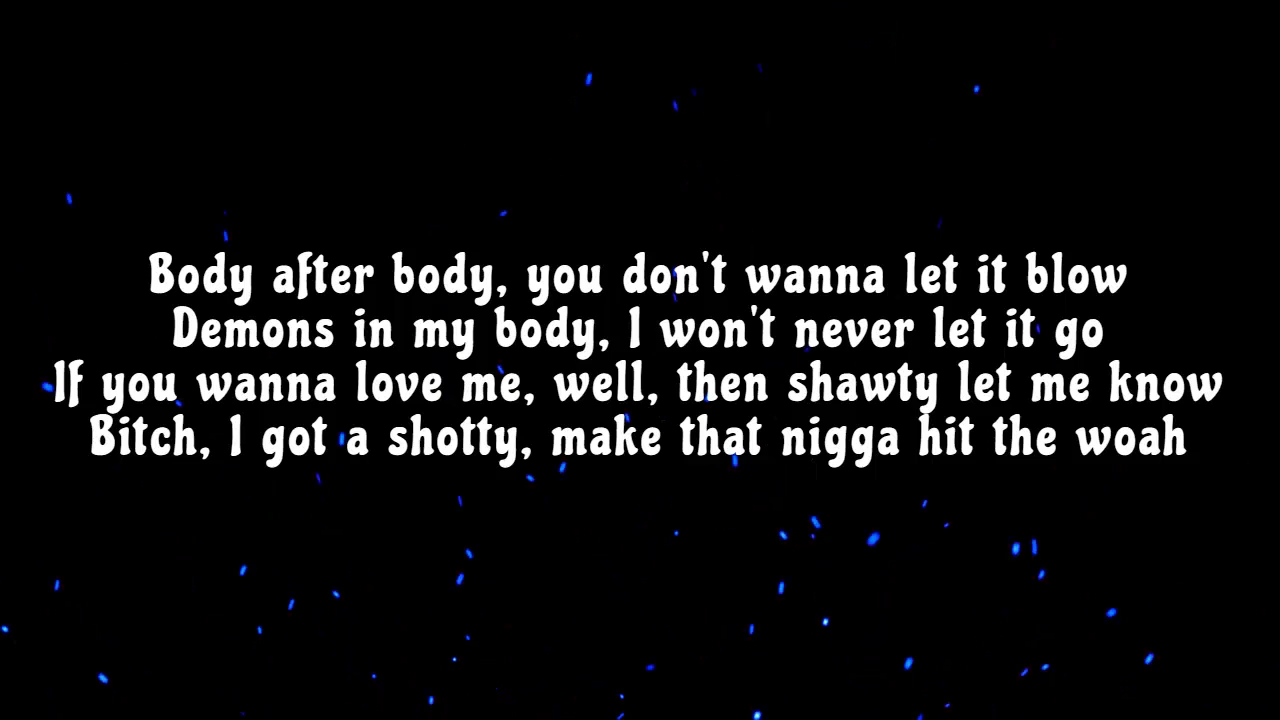 Body after body, you don't wanna let it blow
Demons in my body, I won't never let it go
If you wanna love me, well, then shawty let me know
Bitch, I got a shotty, make that nigga hit the woah